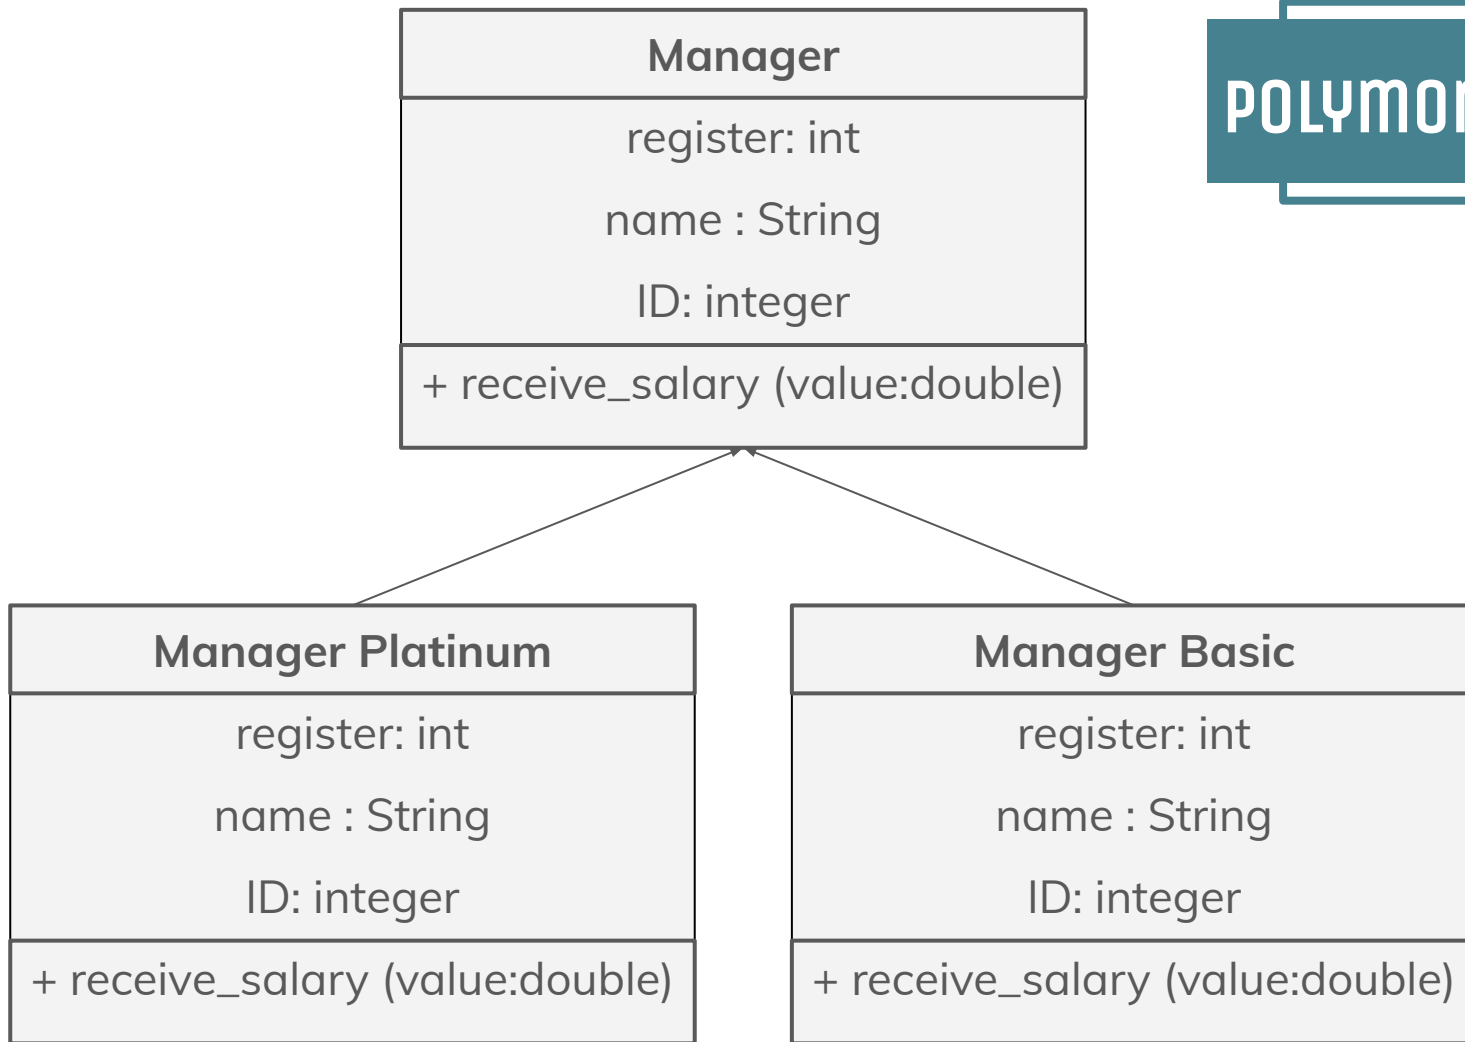 Manager
POLYMOR
register: int
name : String
ID: integer
+ receive_salary (value:double)
Manager Platinum
register: int
name : String
ID: integer
+ receive_salary (value:double)
Manager Basic
register: int
name : String
ID: integer
+ receive_salary (value:double)